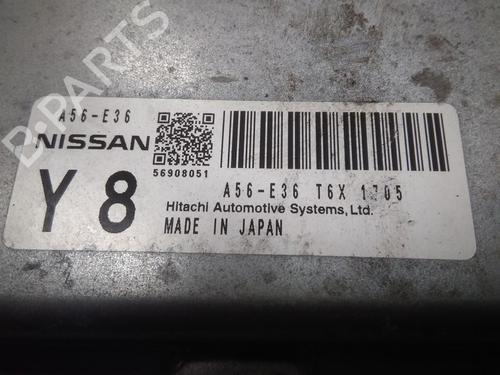 B-PARTS
A56-E36
NISSAN
56908051
Y 8
A56-E36 T6X 1705
Hitachi Automotive Systems, Ltd.
MADE IN JAPAN